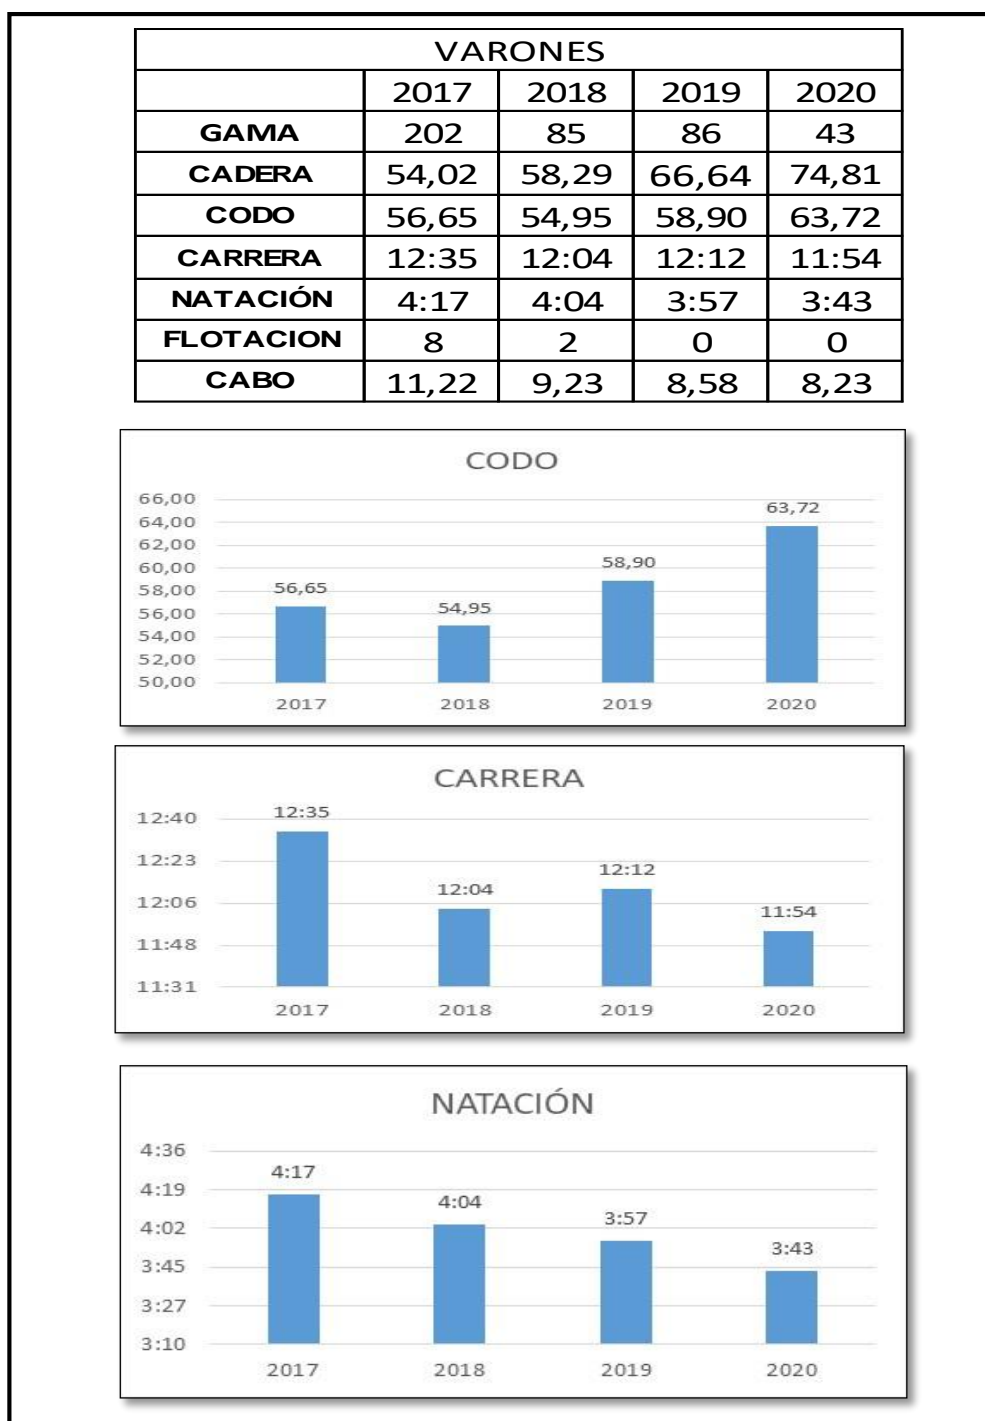 VARONES
2017 2018 2019 2020
GAMA 202 85 86 43
CADERA 54,02 58,29 66,64 74,81
CODO 56,65 54,95 58,90 63,72
CARRERA 12:35 12:04 12:12 11:54
NATACIÓN 4:17 4:04 3:57 3:43
FLOTACION 8 2 0 0
CABO 11,22 9,23 8,58 8,23
CODO
66,00
64,00
62,00
60,00
58,00
56,00
54,00
52,00
50,00
56,65 54,95 58,90 63,72
2017 2018 2019 2020
CARRERA
12:40
12:23
12:06
11:48
11:31
12:35 12:04 12:12 11:54
2017 2018 2019 2020
NATACIÓN
4:36
4:19
4:02
3:45
3:27
3:10
4:17 4:04 3:57 3:43
2017 2018 2019 2020